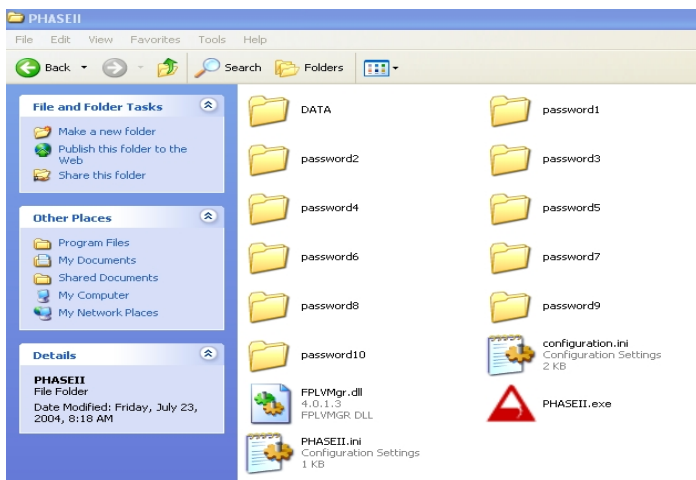 PHASEII
File Edit View Favorites Tools Help
Back Search Folders
File and Folder Tasks
Make a new folder
Publish this folder to the
Web
Share this folder
Other Places
Program Files
My Documents
Shared Documents
My Computer
My Network Places
Details
PHASEII
File Folder
Date Modified: Friday, July 23,
2004, 8:18 AM
DATA
password1
password2
password3
password4
password5
password6
password7
password8
password9
password10
configuration.ini
Configuration Settings
2 KB
FPLVMgr.dll
4.0.1.3
FPLVMGR DLL
PHASEII.exe
PHASEII.ini
Configuration Settings
1 KB